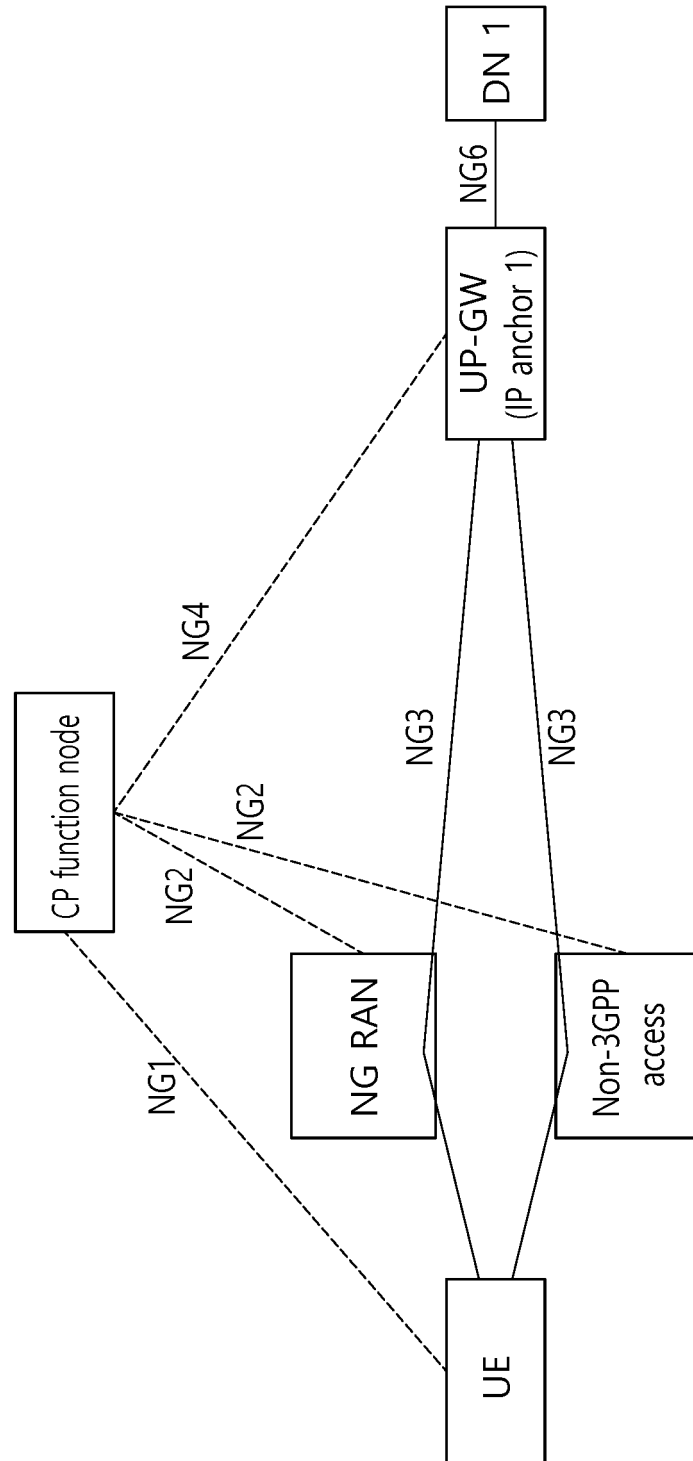 CP function node
NG1
NG2
NG2
NG4
NG RAN
NG3
UE
UP-GW
(IP anchor 1)
NG6
DN 1
NG3
Non-3GPP
access